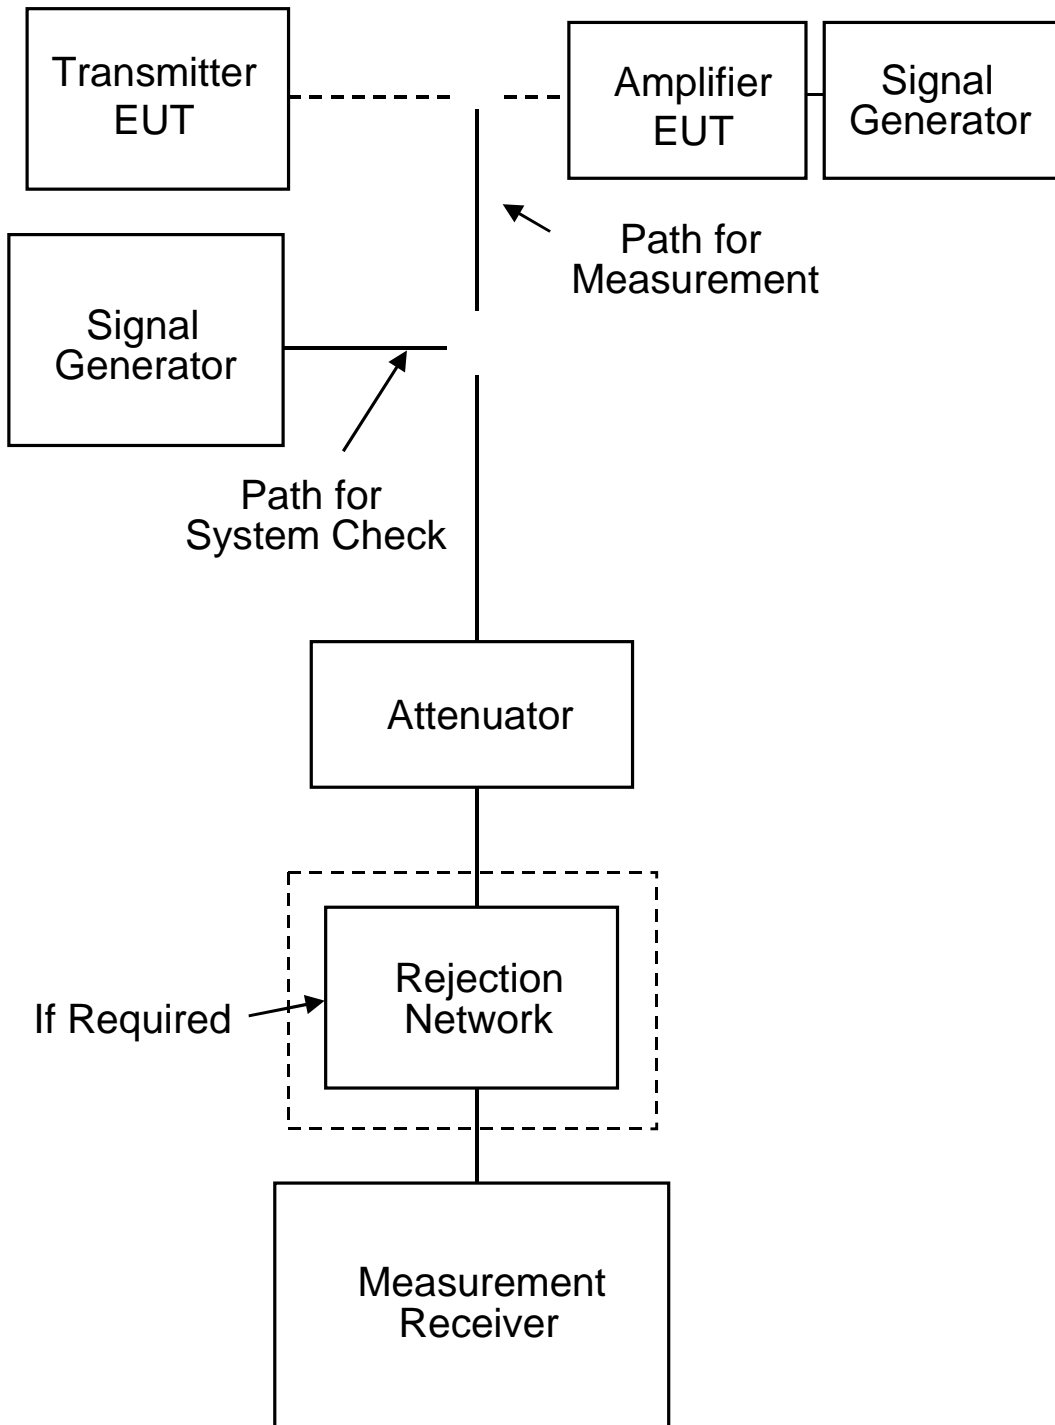 Transmitter
EUT
Amplifier
EUT
Signal
Generator
Path for
Measurement
Signal
Generator
Path for
System Check
Attenuator
Rejection
Network
If Required
Measurement
Receiver